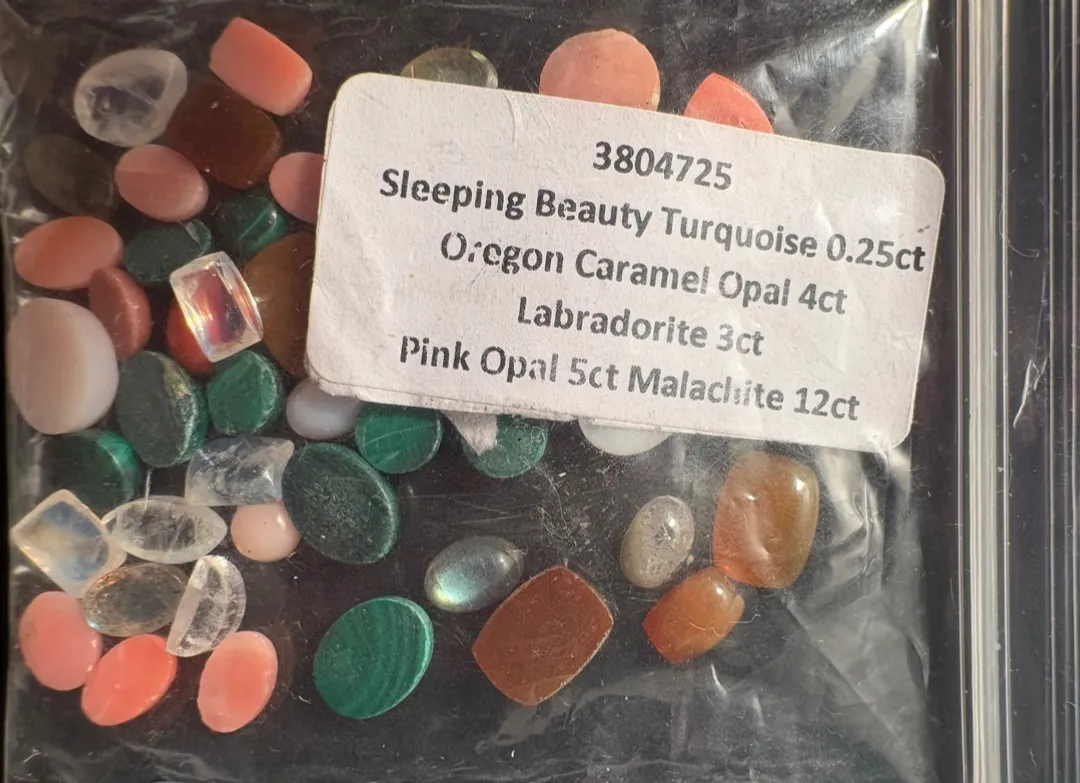 3804725
Sleeping Beauty Turquoise 0.25ct
Oregon Caramel Opal 4ct
Labradorite 3ct
Pink Opal 5ct Malachite 12ct